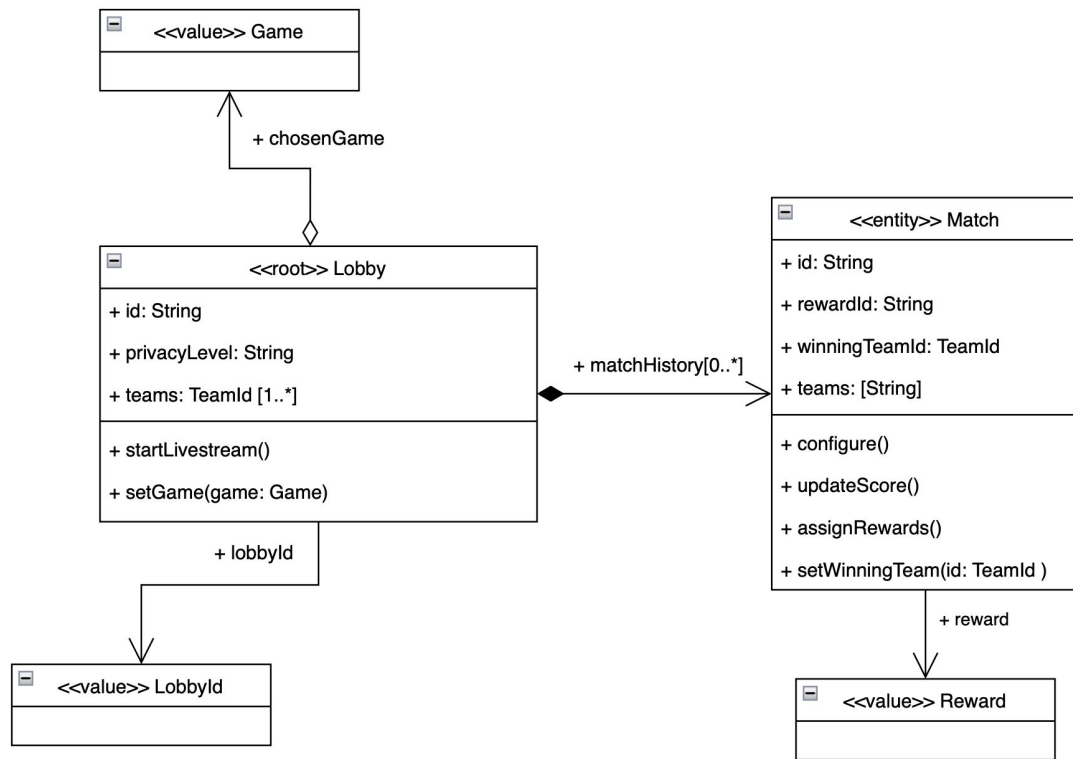 <<value>> Game
+ chosenGame
<<root>> Lobby
+ id: String
+ privacyLevel: String
+ teams: TeamId [1..*]
+ startLivestream()
+ setGame(game: Game)
+ matchHistory[0..*]
<<entity>> Match
+ id: String
+ rewardId: String
+ winningTeamId: TeamId
+ teams: [String]
+ configure()
+ updateScore()
+ assignRewards()
+ setWinningTeam(id: TeamId )
+ lobbyId
<<value>> LobbyId
+ reward
<<value>> Reward